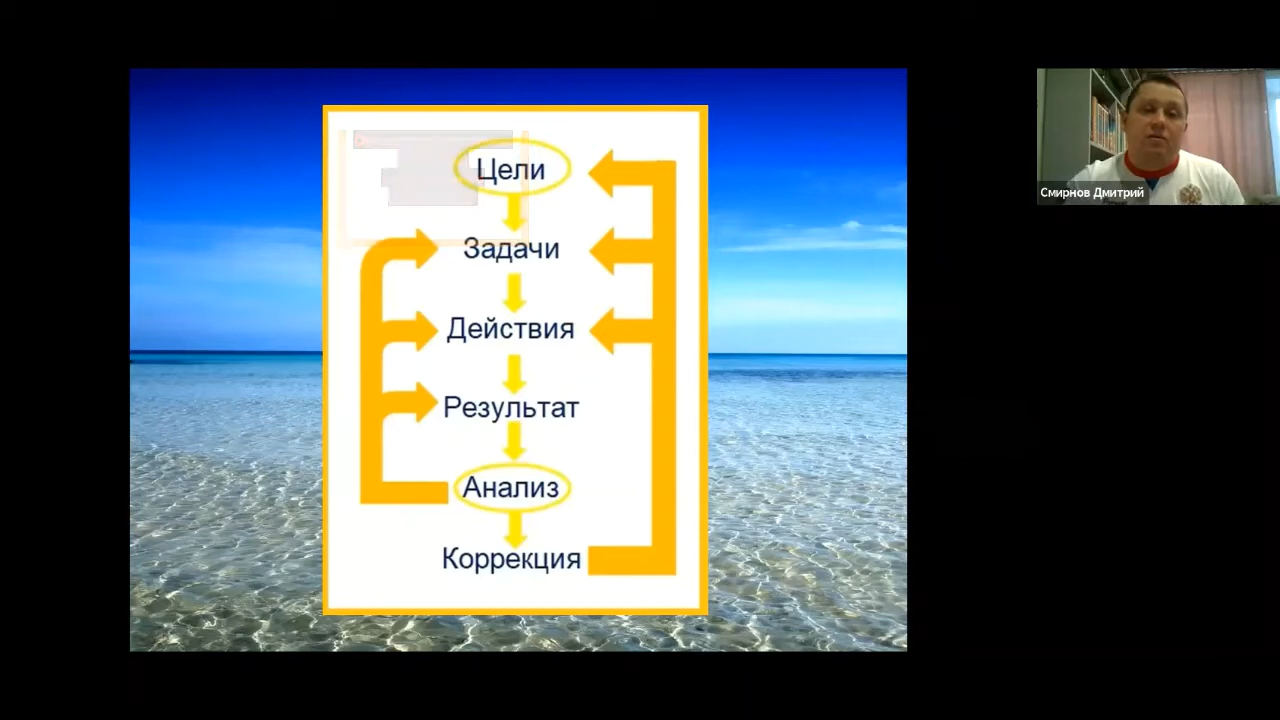 Цели
Задачи
Действия
Результат
Анализ
Коррекция
Смирнов Дмитрий